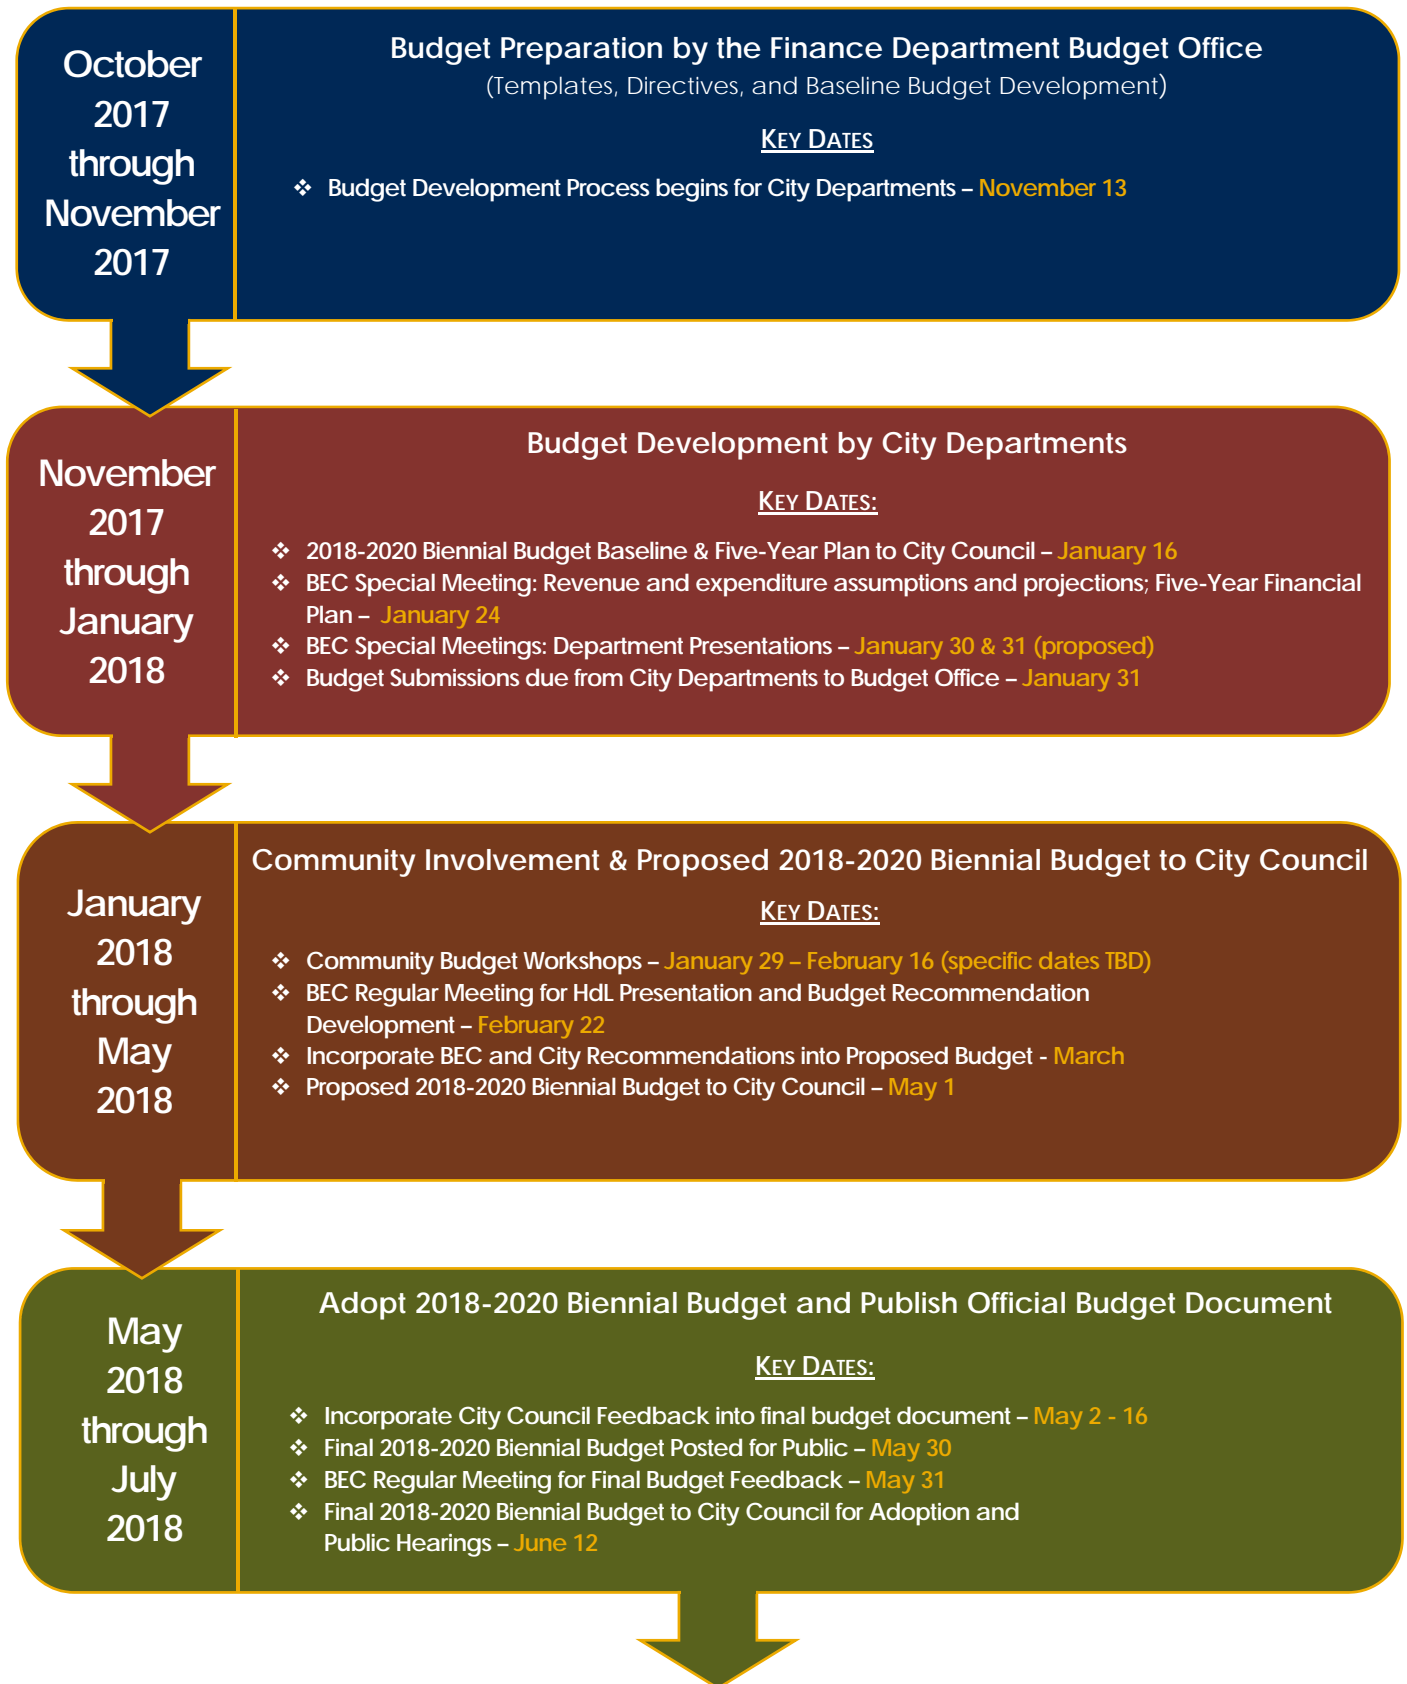 October
2017
through
November
2017
Budget Preparation by the Finance Department Budget Office
(Templates, Directives, and Baseline Budget Development)
KEY DATES
❖ Budget Development Process begins for City Departments – November 13
November
2017
through
January
2018
Budget Development by City Departments
KEY DATES:
❖ 2018-2020 Biennial Budget Baseline & Five-Year Plan to City Council – January 16
❖ BEC Special Meeting: Revenue and expenditure assumptions and projections; Five-Year Financial
Plan – January 24
❖ BEC Special Meetings: Department Presentations – January 30 & 31 (proposed)
❖ Budget Submissions due from City Departments to Budget Office – January 31
January
2018
through
May
2018
Community Involvement & Proposed 2018-2020 Biennial Budget to City Council
KEY DATES:
❖ Community Budget Workshops – January 29 – February 16 (specific dates TBD)
❖ BEC Regular Meeting for HdL Presentation and Budget Recommendation
Development – February 22
❖ Incorporate BEC and City Recommendations into Proposed Budget - March
❖ Proposed 2018-2020 Biennial Budget to City Council – May 1
May
2018
through
July
2018
Adopt 2018-2020 Biennial Budget and Publish Official Budget Document
KEY DATES:
❖ Incorporate City Council Feedback into final budget document – May 2 - 16
❖ Final 2018-2020 Biennial Budget Posted for Public – May 30
❖ BEC Regular Meeting for Final Budget Feedback – May 31
❖ Final 2018-2020 Biennial Budget to City Council for Adoption and
Public Hearings – June 12